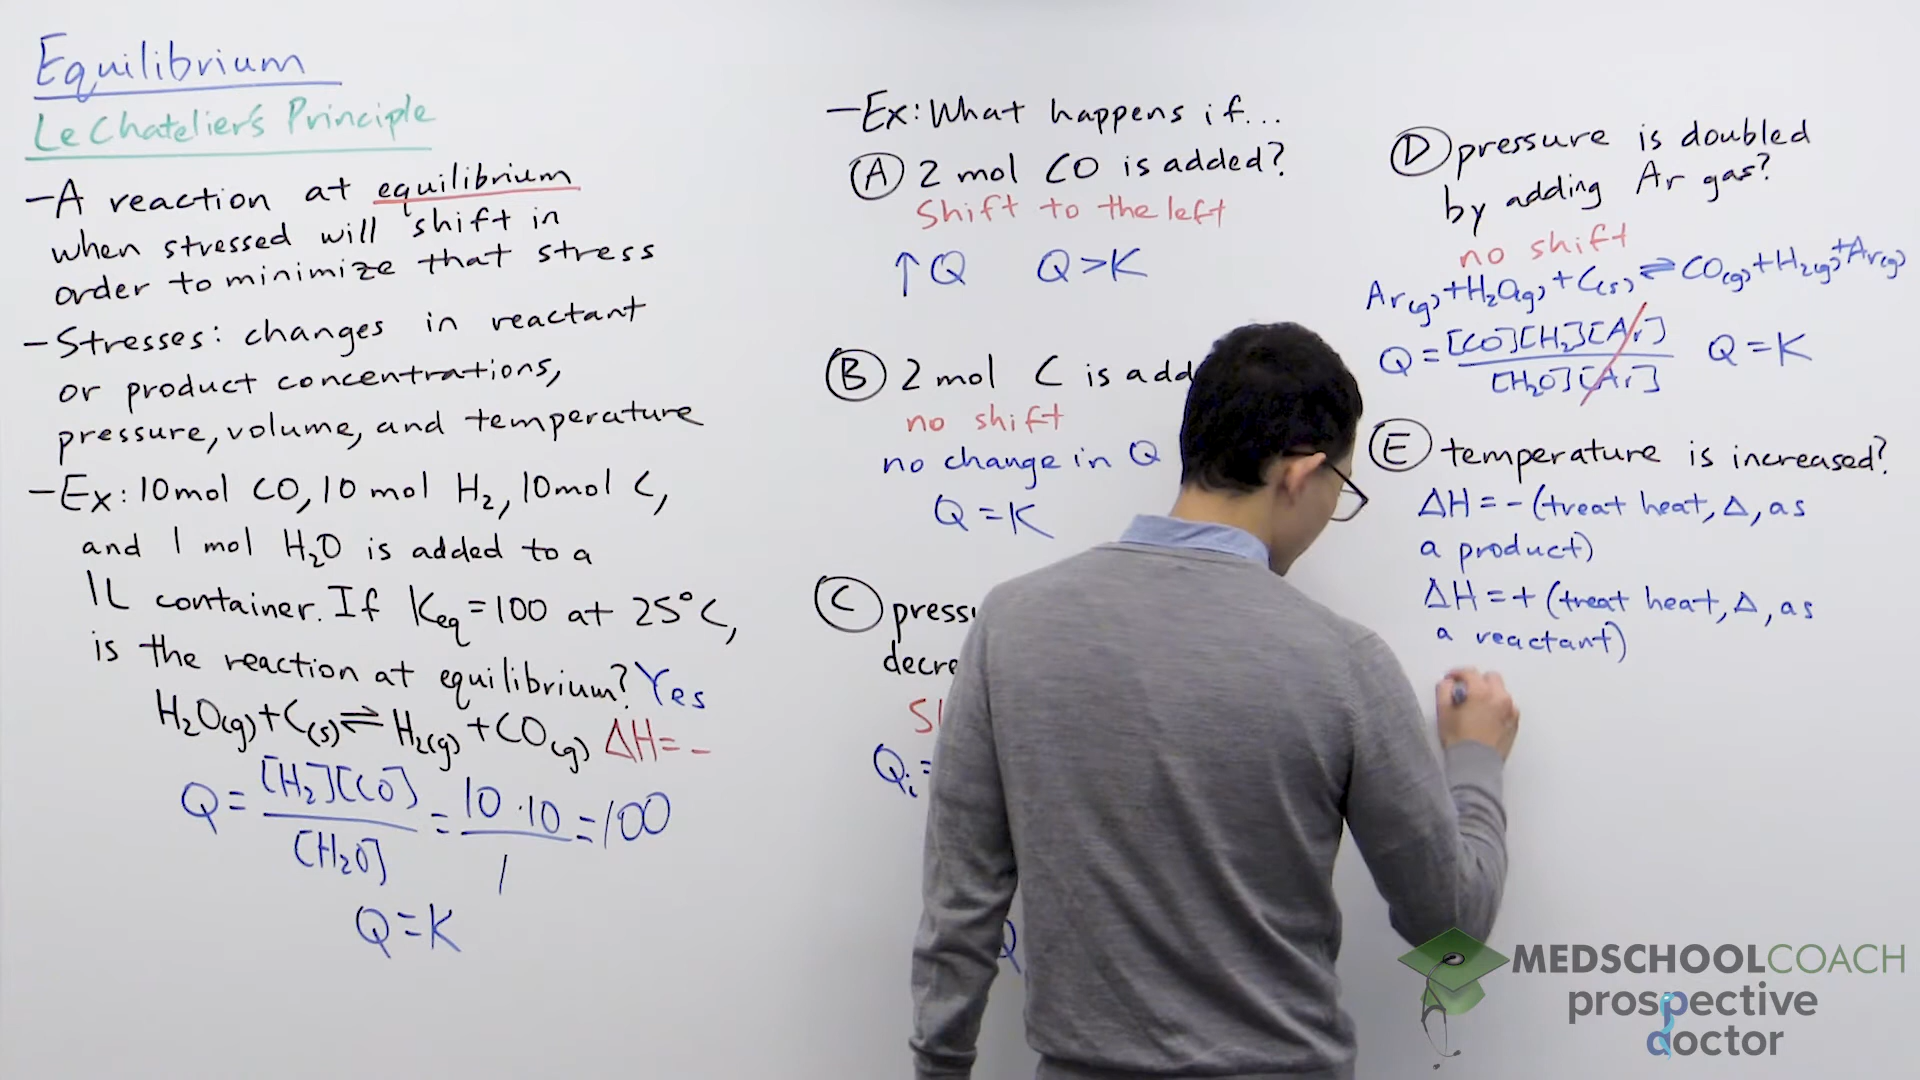 Equilibrium
Le Chatelier's Principle
- A reaction at equilibrium
when stressed will shift in
order to minimize that stress
- Stresses: changes in reactant
or product concentrations,
pressure, volume, and temperature
- Ex: 10 mol CO, 10 mol H₂, 10 mol C,
and 1 mol H₂O is added to a
1L container. If Keq = 100 at 25°C,
is the reaction at equilibrium? Yes
H₂O(g) + C(s) ⇌ H₂(g) + CO(g) ΔH = -
Q = [H₂][CO] / [H₂O] = 10 · 10 / 1 = 100
Q = K
- Ex: What happens if...
(A) 2 mol CO is added?
Shift to the left
↑Q Q > K
(B) 2 mol C is
no shift
no change in Q
Q = K
(C)
Qi =
Q
(D) pressure is doubled
by adding Ar gas?
no shift
Ar(g) + H₂O(g) + C(s) ⇌ CO(g) + H₂(g) + Ar(g)
Q = [CO][H₂][Ar] / [H₂O][Ar] Q = K
(E) temperature is increased?
ΔH = - (treat heat, Δ, as
a product)
ΔH = + (treat heat, Δ, as
a reactant)
MEDSCHOOLCOACH
prospective
doctor